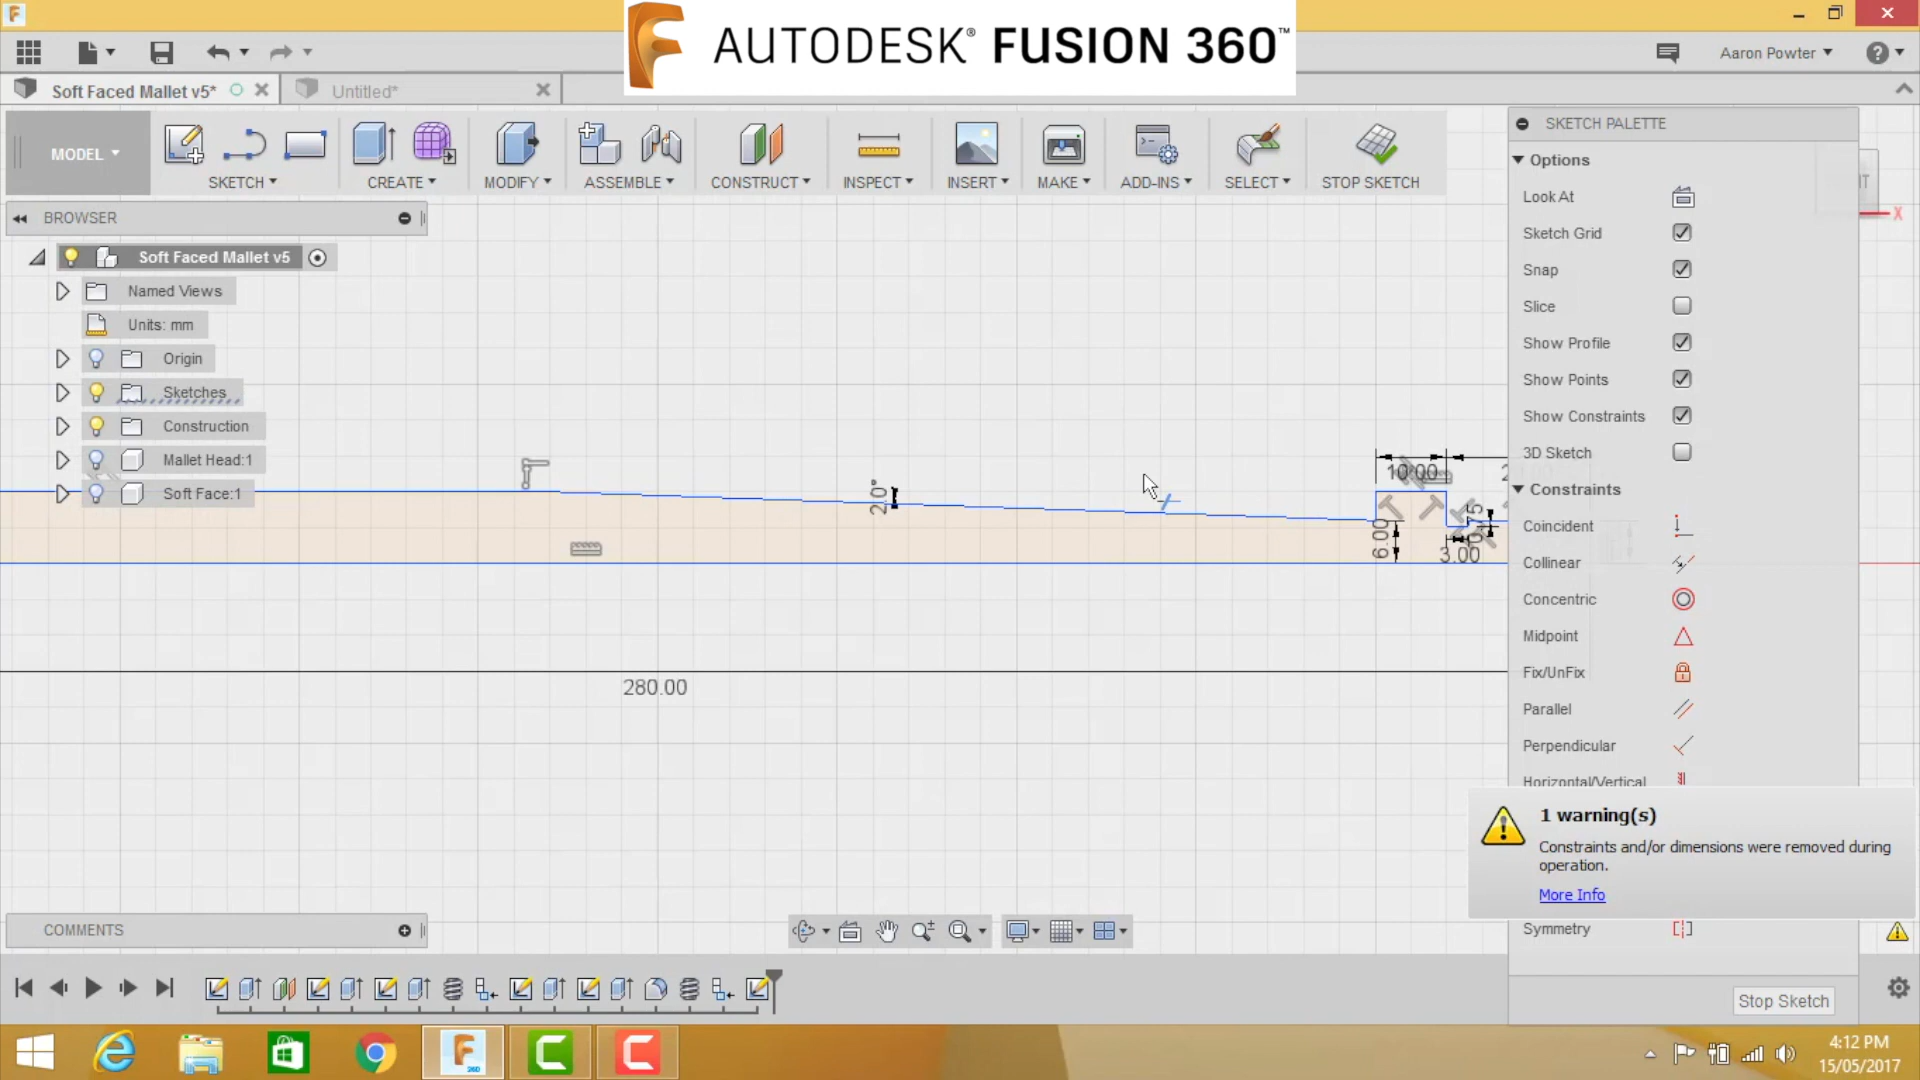 AUTODESK® FUSION 360™
Aaron Powter
Soft Faced Mallet v5*
Untitled*
MODEL
SKETCH
CREATE
MODIFY
ASSEMBLE
CONSTRUCT
INSPECT
INSERT
MAKE
ADD-INS
SELECT
STOP SKETCH
BROWSER
Soft Faced Mallet v5
Named Views
Units: mm
Origin
Sketches
Construction
Mallet Head:1
Soft Face:1
SKETCH PALETTE
Options
Look At
Sketch Grid
Snap
Slice
Show Profile
Show Points
Show Constraints
3D Sketch
Constraints
Coincident
Collinear
Concentric
Midpoint
Fix/UnFix
Parallel
Perpendicular
Horizontal/Vertical
Symmetry
X
10.00
6.00
3.00
280.00
1 warning(s)
Constraints and/or dimensions were removed during
operation.
More Info
COMMENTS
Stop Sketch
4:12 PM
15/05/2017